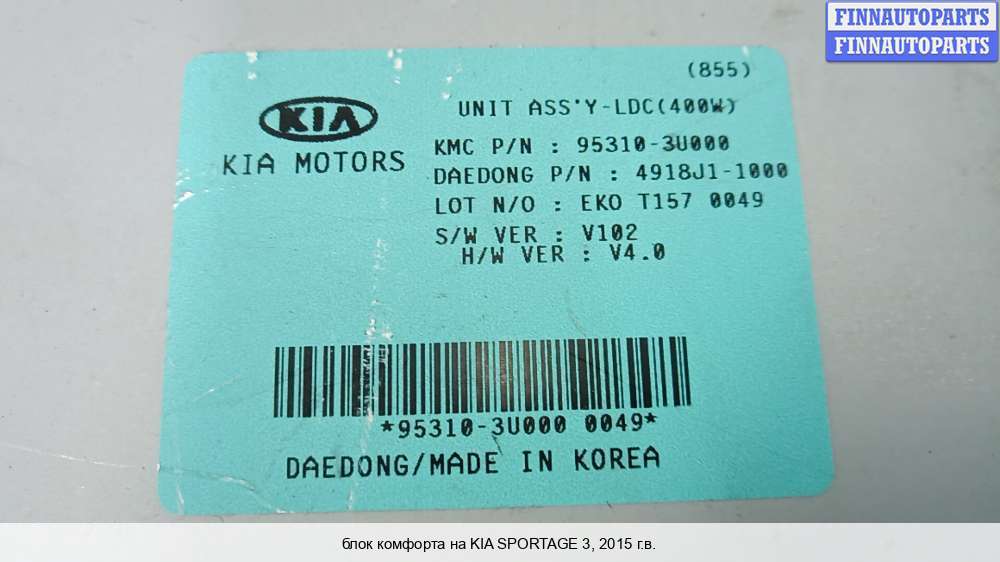 FINNAUTOPARTS
FINNAUTOPARTS
(855)
KIA
KIA MOTORS
UNIT ASS'Y-LDC(400W)
KMC P/N : 95310-3U000
DAEDONG P/N : 4918J1-1000
LOT N/O : EKO T157 0049
S/W VER : V102
H/W VER : V4.0
*95310-3U000 0049*
DAEDONG/MADE IN KOREA
блок комфорта на KIA SPORTAGE 3, 2015 г.в.